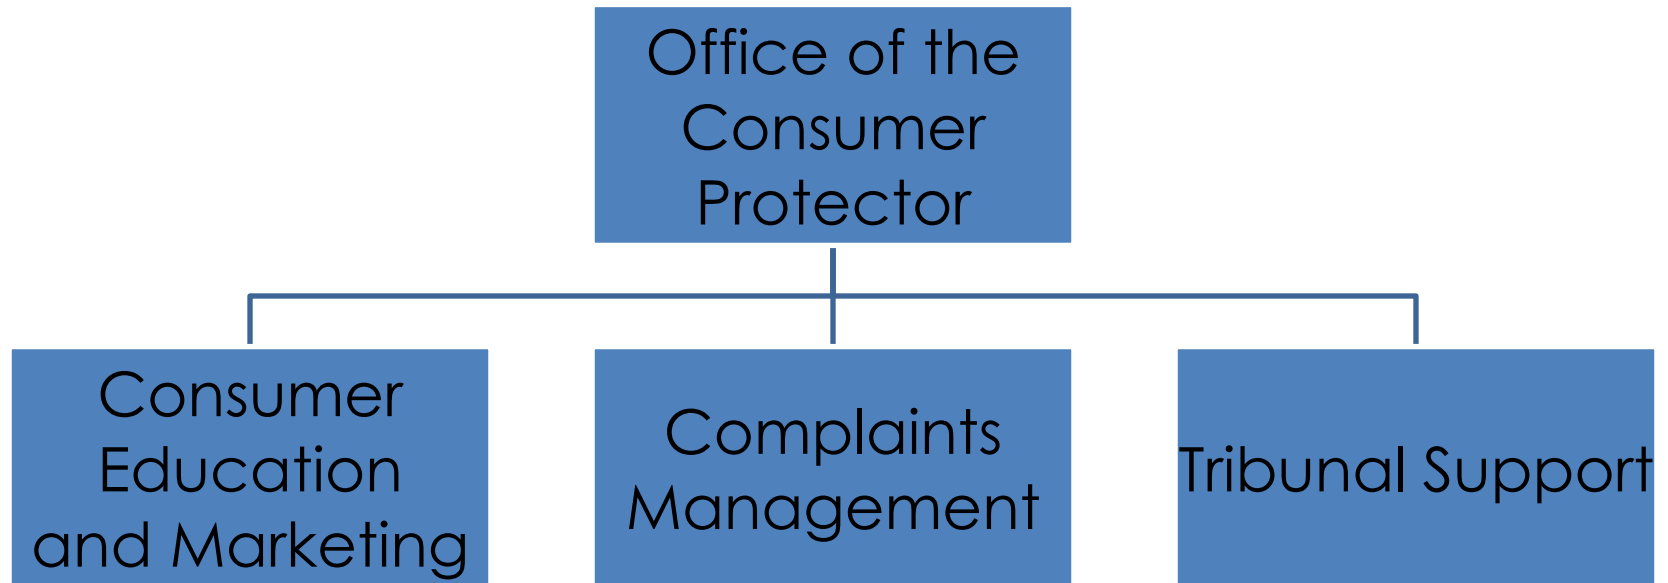 Office of the
Consumer
Protector
Consumer
Education
and Marketing
Complaints
Management
Tribunal Support